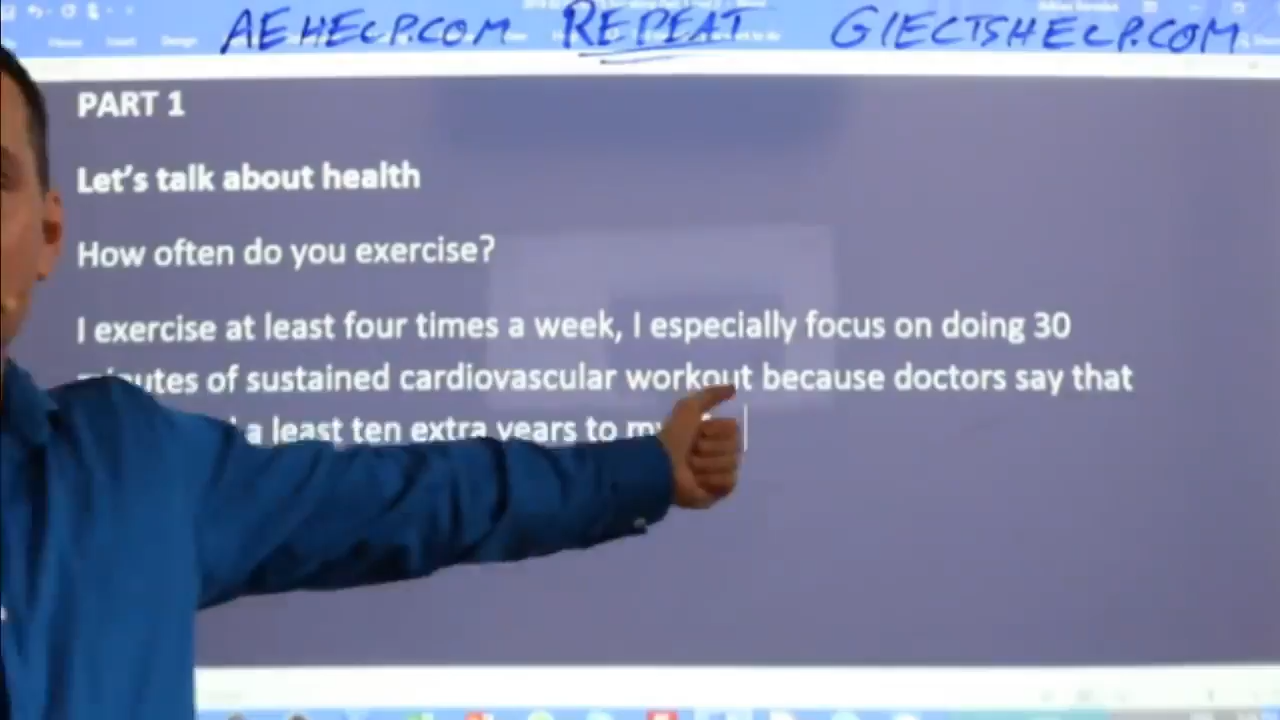 AEHELP.COM REPEAT GIELTSHELP.COM
PART 1
Let's talk about health
How often do you exercise?
I exercise at least four times a week, I especially focus on doing 30
minutes of sustained cardiovascular workout because doctors say that
a least ten extra years to my